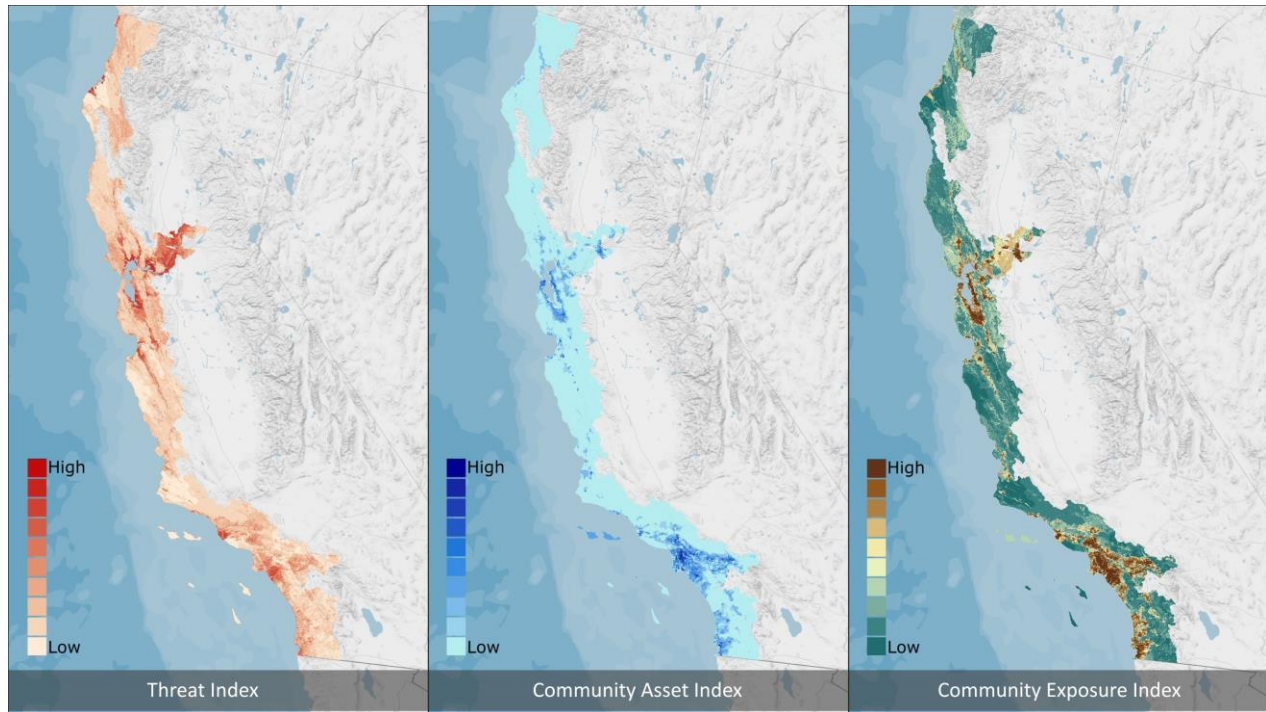 High
Low
Threat Index
High
Low
Community Asset Index
High
Low
Community Exposure Index